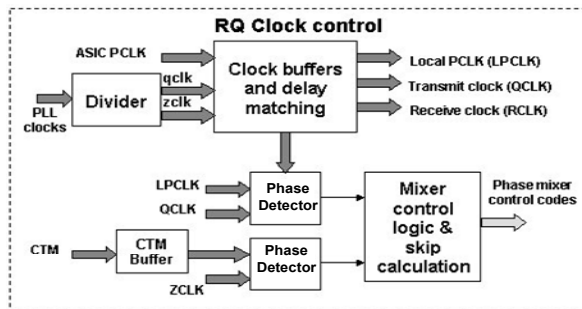 RQ Clock control
ASIC PCLK
qclk
zclk
PLL
clocks
Divider
Clock buffers
and delay
matching
Local PCLK (LPCLK)
Transmit clock (QCLK)
Receive clock (RCLK)
LPCLK
QCLK
Phase
Detector
CTM
CTM
Buffer
ZCLK
Phase
Detector
Mixer
control
logic &
skip
calculation
Phase mixer
control codes